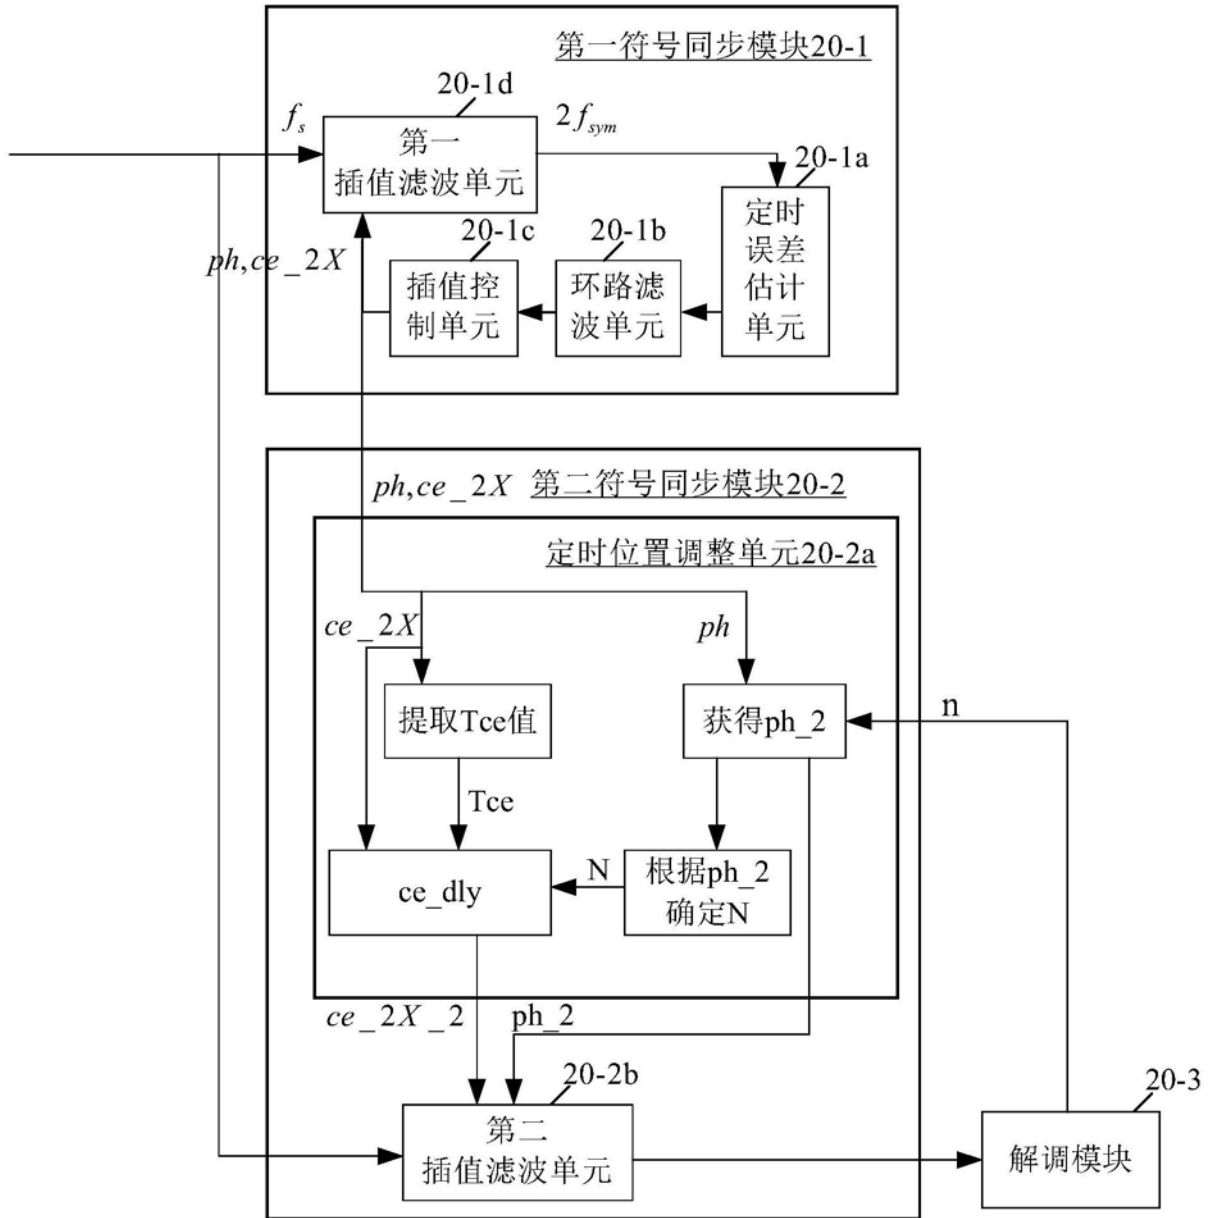 第一符号同步模块20-1
20-1d
f_s
2f_sym
第一
插值滤波单元
20-1a
定时
误差
估计
单元
20-1c
20-1b
ph,ce_2X
插值控
制单元
环路滤
波单元
ph,ce_2X
第二符号同步模块20-2
定时位置调整单元20-2a
ce_2X
ph
提取Tce值
获得ph_2
n
Tce
ce_dly
N
根据ph_2
确定N
ce_2X_2
ph_2
20-2b
20-3
第二
插值滤波单元
解调模块